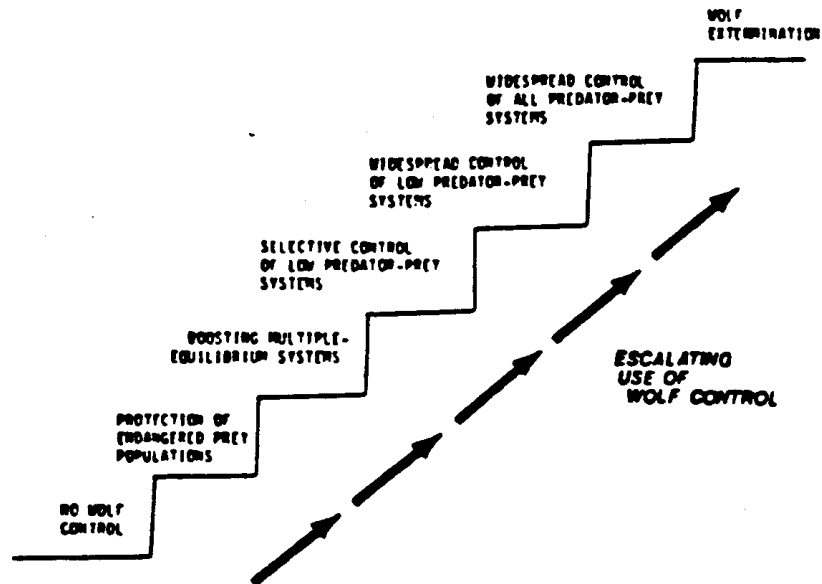 WOLF
EXTERMINATION
WIDESPREAD CONTROL
OF ALL PREDATOR-PREY
SYSTEMS
WIDESPREAD CONTROL
OF LOW PREDATOR-PREY
SYSTEMS
SELECTIVE CONTROL
OF LOW PREDATOR-PREY
SYSTEMS
BOOSTING MULTIPLE-
EQUILIBRIUM SYSTEMS
PROTECTION OF
ENDANGERED PREY
POPULATIONS
NO WOLF
CONTROL
ESCALATING
USE OF
WOLF CONTROL